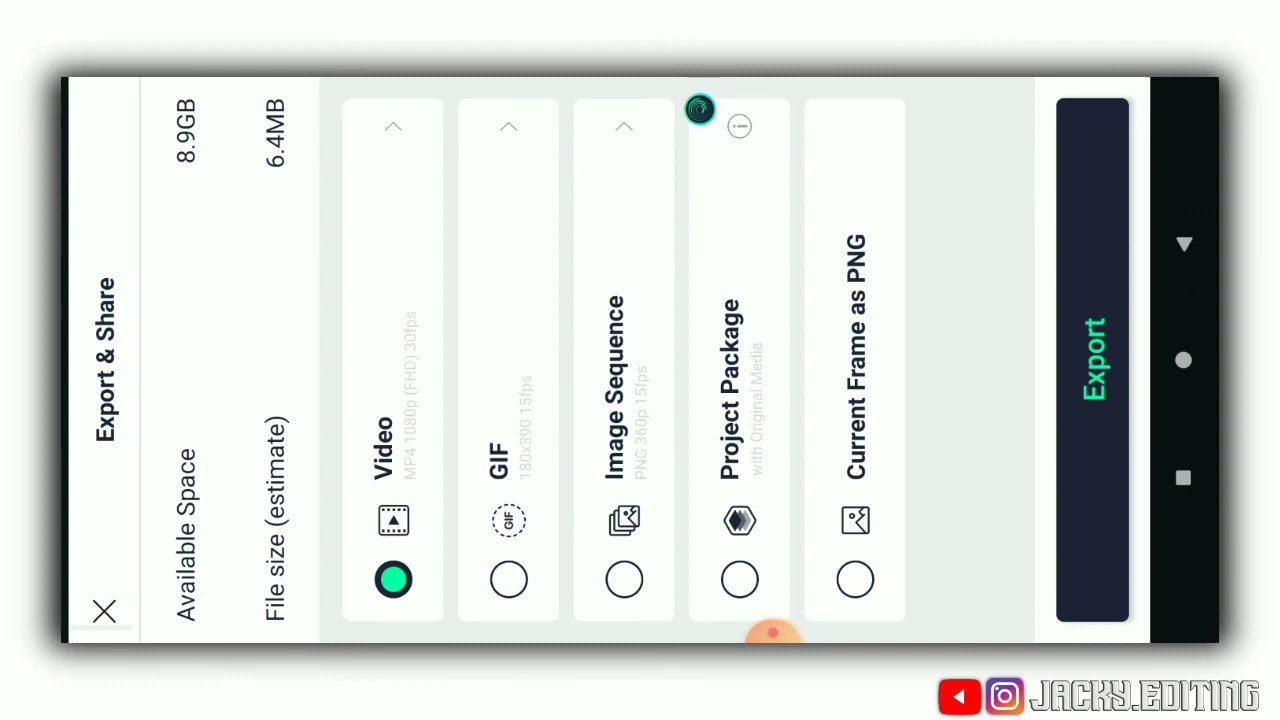 Export & Share
Available Space 8.9GB
File size (estimate) 6.4MB
Video
MP4 1080p (FHD) 30fps
GIF
GIF
180x390 15fps
Image Sequence
PNG 360p 15fps
Project Package
with Original Media
Current Frame as PNG
Export
JACKY.EDITING